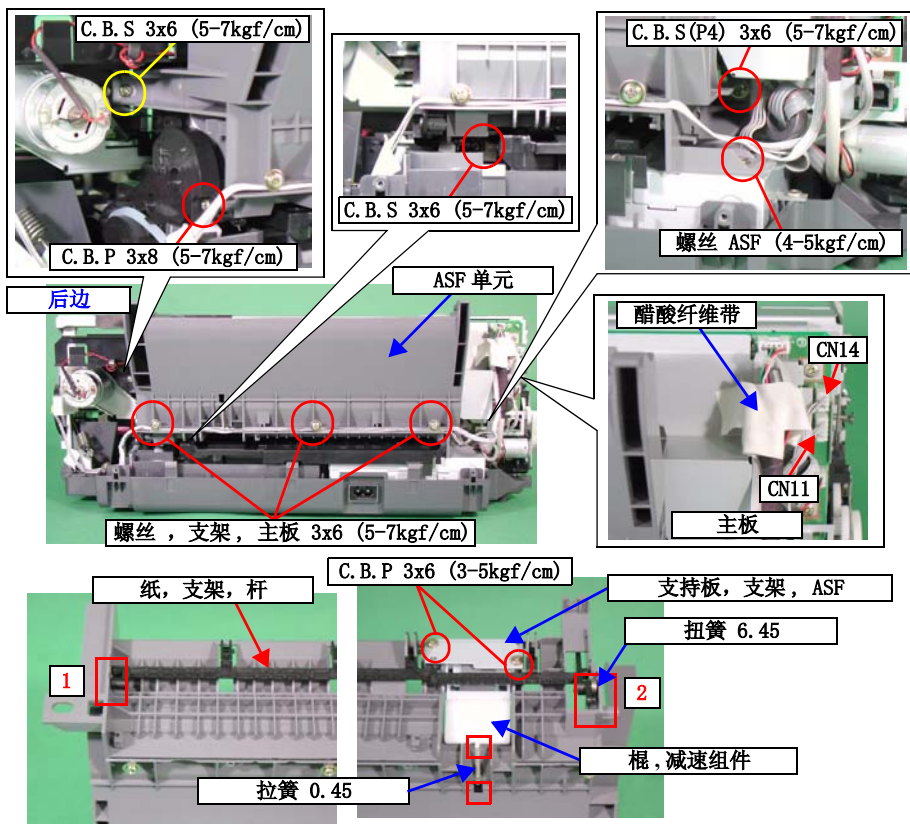 C.B.S 3x6 (5-7kgf/cm)
C.B.S 3x6 (5-7kgf/cm)
C.B.S(P4) 3x6 (5-7kgf/cm)
C.B.P 3x8 (5-7kgf/cm)
螺丝 ASF (4-5kgf/cm)
后边
ASF 单元
醋酸纤维带
CN14
CN11
主板
螺丝 , 支架, 主板 3x6 (5-7kgf/cm)
C.B.P 3x6 (3-5kgf/cm)
纸, 支架, 杆
支持板, 支架, ASF
扭簧 6.45
1
2
棍, 减速组件
拉簧 0.45